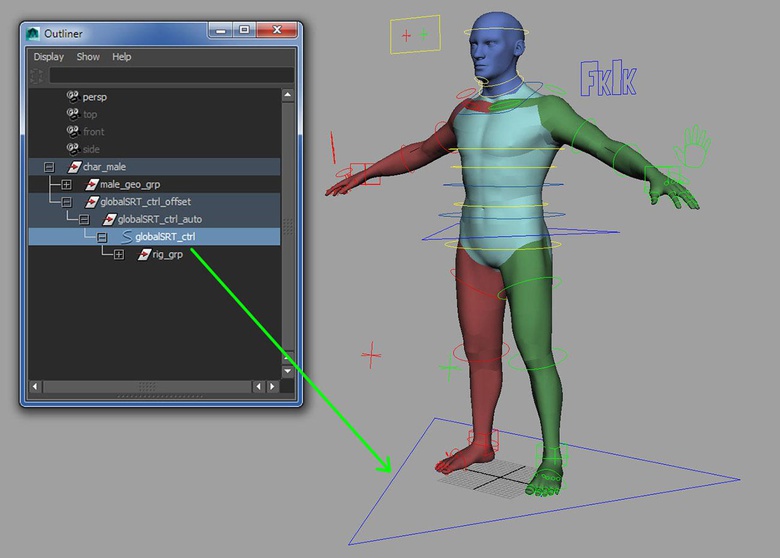 Outliner
Display Show Help
persp
top
front
side
char_male
male_geo_grp
globalSRT_ctrl_offset
globalSRT_ctrl_auto
globalSRT_ctrl
rig_grp
FkIk